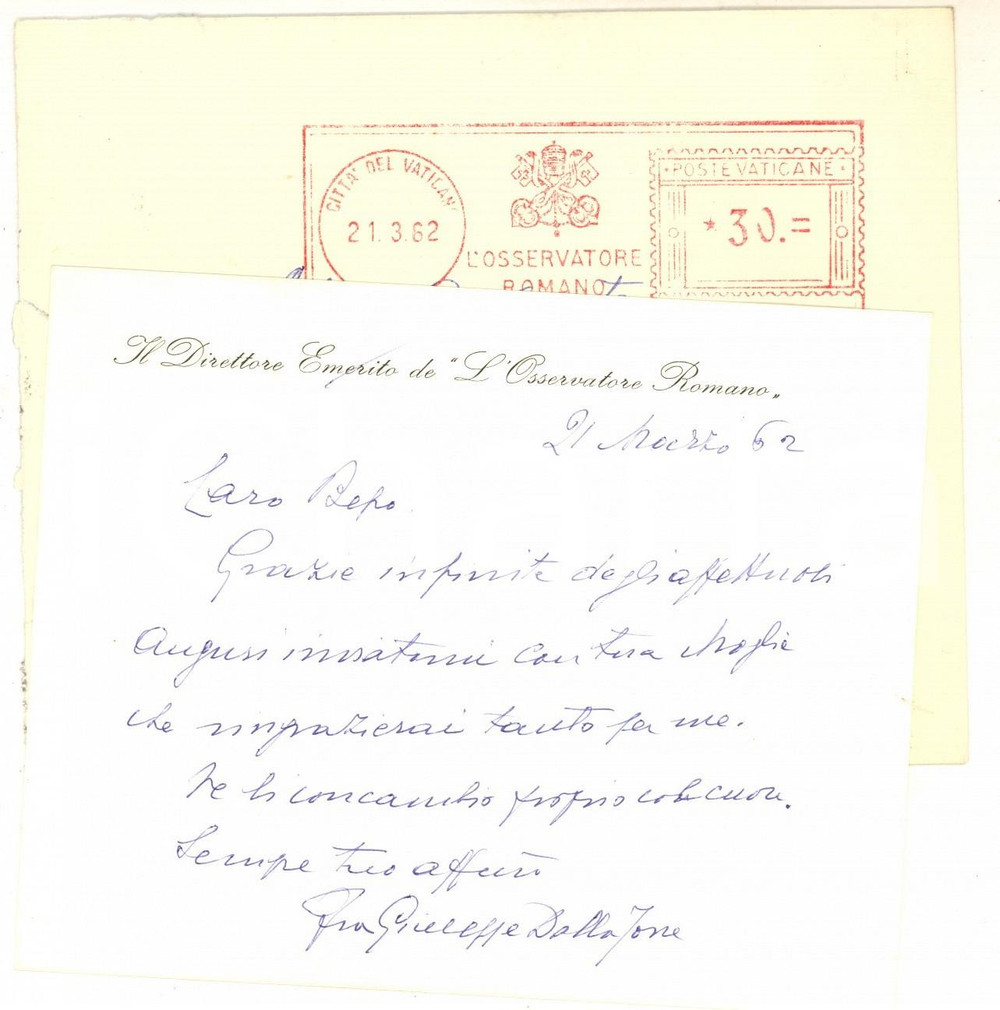 CITTA' DEL VATICAN
21.3.62
L'OSSERVATORE
ROMANO
• POSTE VATICANE •
* 30.=
Il Direttore Emerito de "L'Osservatore Romano„
21 Marzo 62
Caro Bepo
Grazie infinite degli affettuosi
auguri inviatimi con tua Moglie
che ringrazierai tanto per me.
Te li concambio proprio col cuore.
Sempre tuo affmo
Giuseppe Dalla Torre